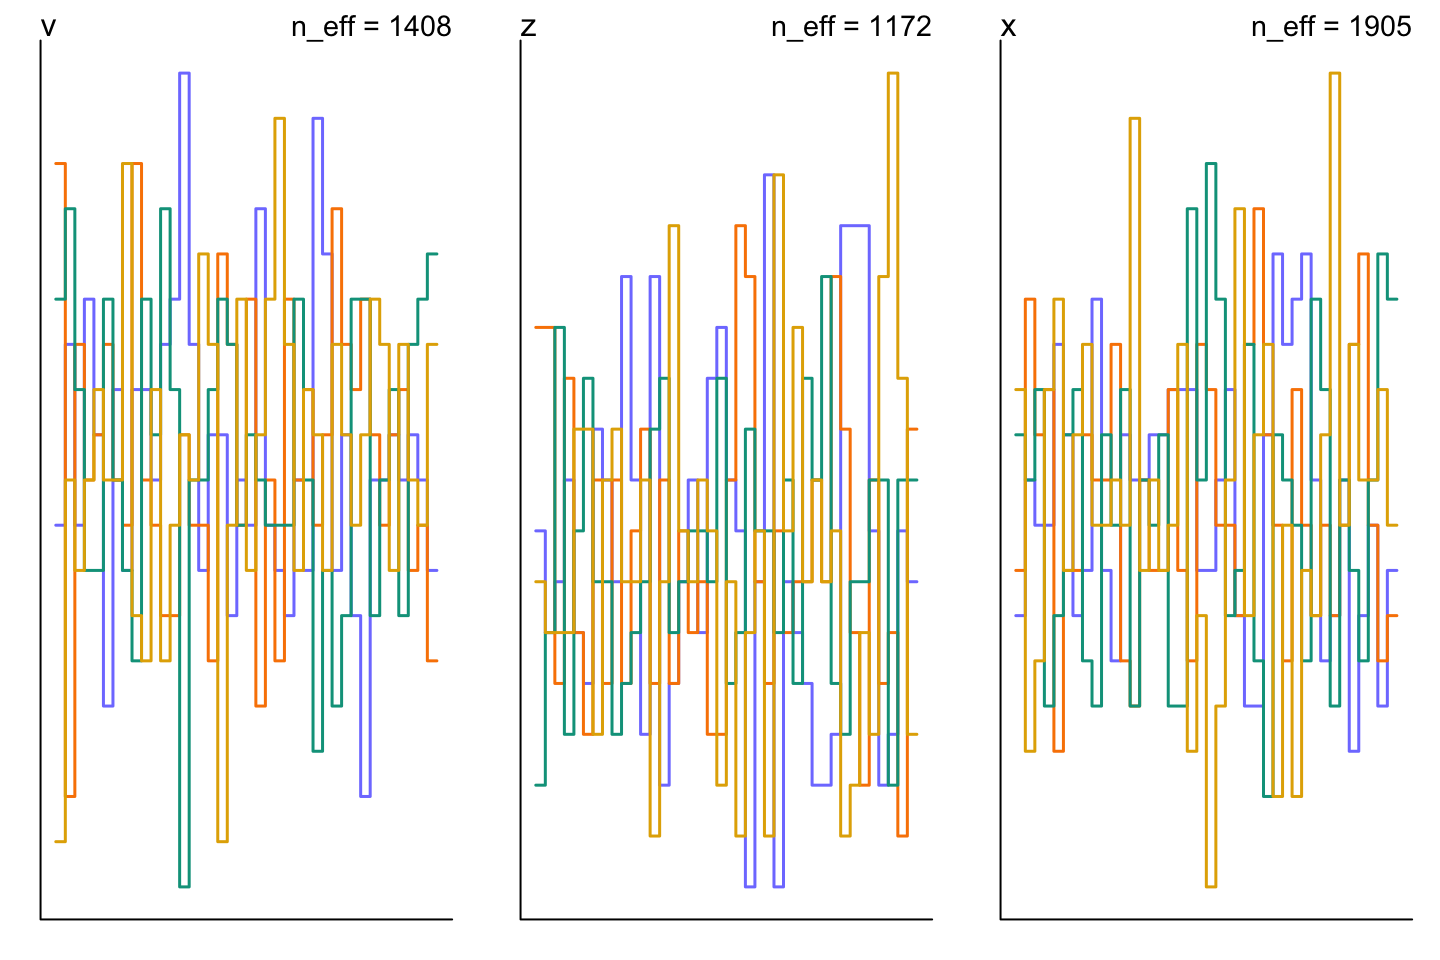 v n_eff = 1408
z n_eff = 1172
x n_eff = 1905